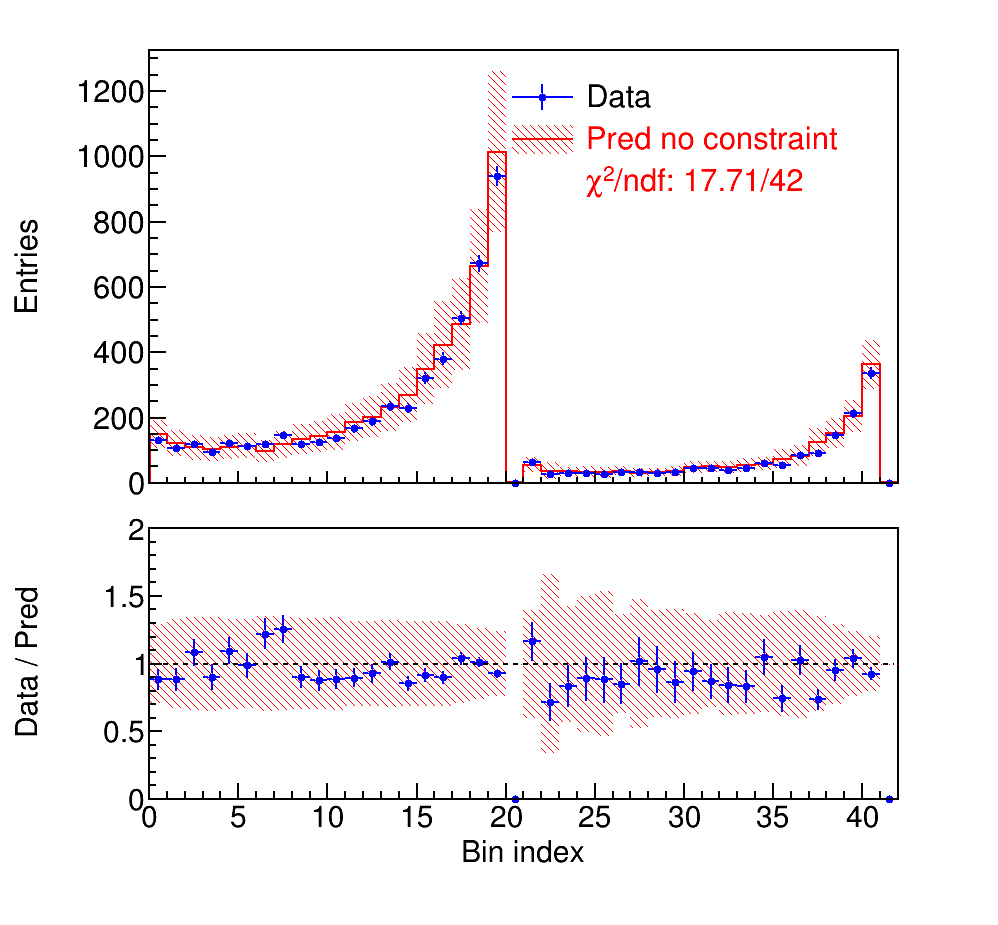 1200
1000
800
600
400
200
0
Entries
Data
Pred no constraint
χ²/ndf: 17.71/42
2
1.5
1
0.5
0
Data / Pred
0 5 10 15 20 25 30 35 40
Bin index